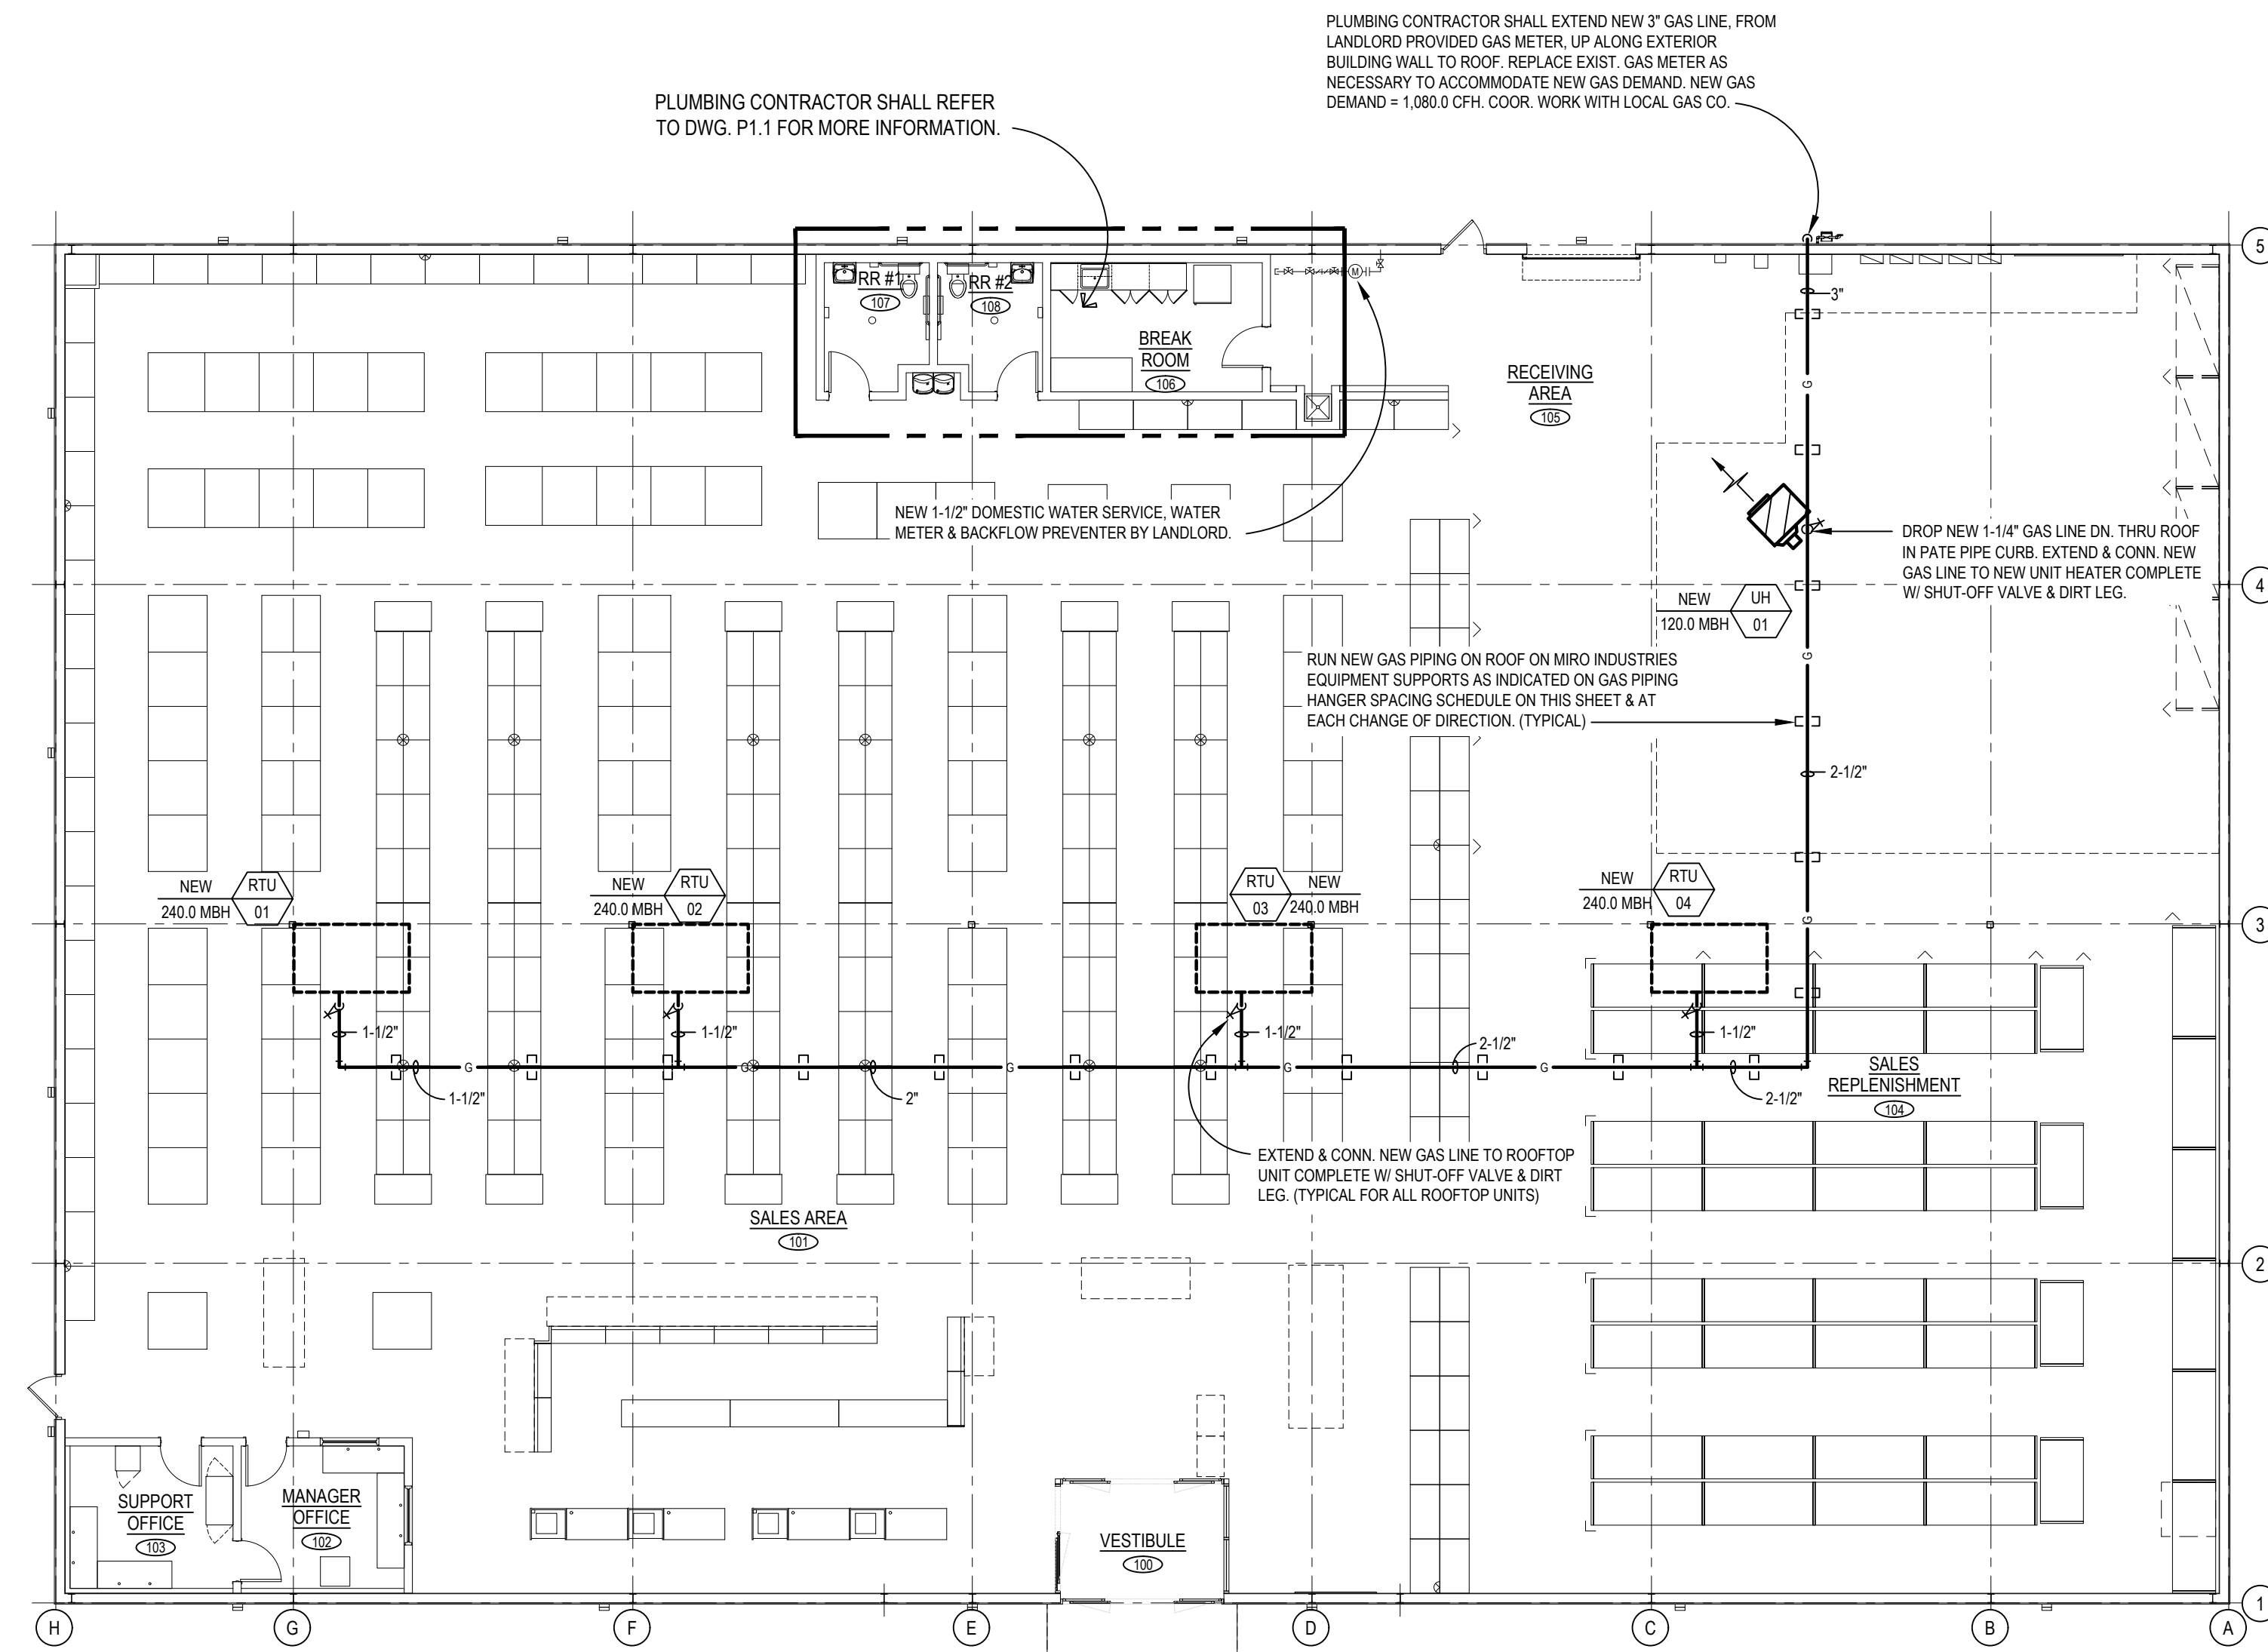 PLUMBING CONTRACTOR SHALL EXTEND NEW 3" GAS LINE, FROM
LANDLORD PROVIDED GAS METER, UP ALONG EXTERIOR
BUILDING WALL TO ROOF. REPLACE EXIST. GAS METER AS
NECESSARY TO ACCOMMODATE NEW GAS DEMAND. NEW GAS
DEMAND = 1,080.0 CFH. COOR. WORK WITH LOCAL GAS CO.
PLUMBING CONTRACTOR SHALL REFER
TO DWG. P1.1 FOR MORE INFORMATION.
5
RR #1
107
RR #2
108
M
3"
BREAK
ROOM
106
RECEIVING
AREA
105
G
NEW 1-1/2" DOMESTIC WATER SERVICE, WATER
METER & BACKFLOW PREVENTER BY LANDLORD.
DROP NEW 1-1/4" GAS LINE DN. THRU ROOF
IN PATE PIPE CURB. EXTEND & CONN. NEW
GAS LINE TO NEW UNIT HEATER COMPLETE
W/ SHUT-OFF VALVE & DIRT LEG.
4
NEW
120.0 MBH
UH
01
G
RUN NEW GAS PIPING ON ROOF ON MIRO INDUSTRIES
EQUIPMENT SUPPORTS AS INDICATED ON GAS PIPING
HANGER SPACING SCHEDULE ON THIS SHEET & AT
EACH CHANGE OF DIRECTION. (TYPICAL)
2-1/2"
NEW
240.0 MBH
RTU
01
NEW
240.0 MBH
RTU
02
RTU
03
NEW
240.0 MBH
NEW
240.0 MBH
RTU
04
G
3
1-1/2"
1-1/2"
1-1/2"
1-1/2"
2-1/2"
G
G
G
G
G
1-1/2"
2"
2-1/2"
SALES
REPLENISHMENT
104
EXTEND & CONN. NEW GAS LINE TO ROOFTOP
UNIT COMPLETE W/ SHUT-OFF VALVE & DIRT
LEG. (TYPICAL FOR ALL ROOFTOP UNITS)
SALES AREA
101
2
SUPPORT
OFFICE
103
MANAGER
OFFICE
102
VESTIBULE
100
1
H
G
F
E
D
C
B
A